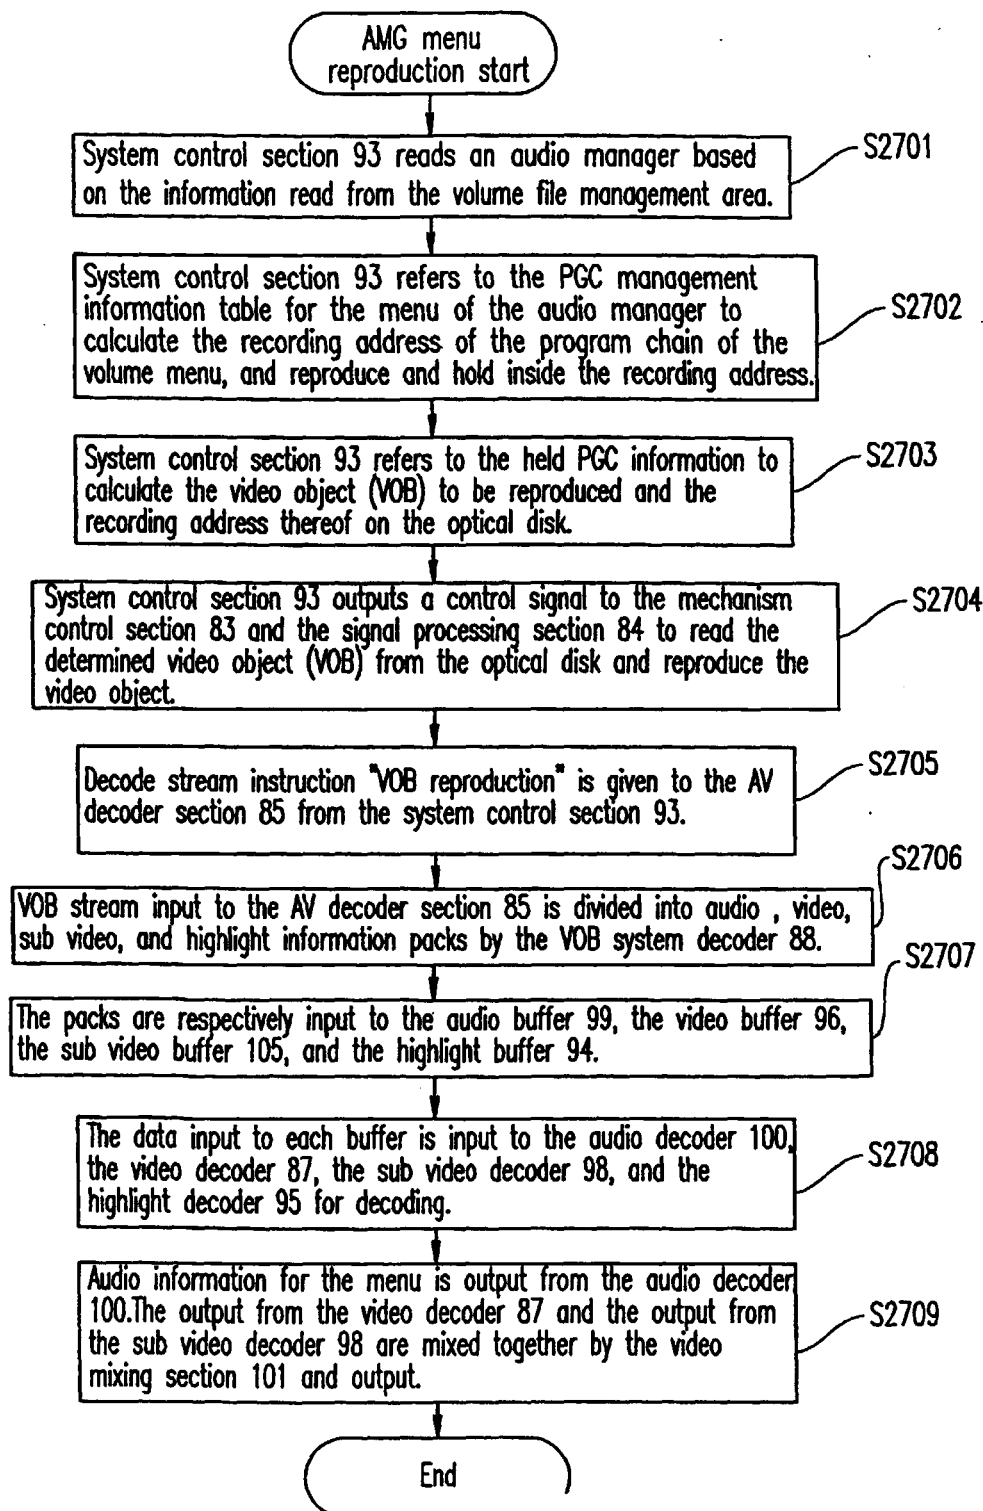 AMG menu
reproduction start
System control section 93 reads an audio manager based
on the information read from the volume file management area.
S2701
System control section 93 refers to the PGC management
information table for the menu of the audio manager to
calculate the recording address of the program chain of the
volume menu, and reproduce and hold inside the recording address.
S2702
System control section 93 refers to the held PGC information to
calculate the video object (VOB) to be reproduced and the
recording address thereof on the optical disk.
S2703
System control section 93 outputs a control signal to the mechanism
control section 83 and the signal processing section 84 to read the
determined video object (VOB) from the optical disk and reproduce the
video object.
S2704
Decode stream instruction "VOB reproduction" is given to the AV
decoder section 85 from the system control section 93.
S2705
VOB stream input to the AV decoder section 85 is divided into audio , video,
sub video, and highlight information packs by the VOB system decoder 88.
S2706
The packs are respectively input to the audio buffer 99, the video buffer 96,
the sub video buffer 105, and the highlight buffer 94.
S2707
The data input to each buffer is input to the audio decoder 100,
the video decoder 87, the sub video decoder 98, and the
highlight decoder 95 for decoding.
S2708
Audio information for the menu is output from the audio decoder
100.The output from the video decoder 87 and the output from
the sub video decoder 98 are mixed together by the video
mixing section 101 and output.
S2709
End